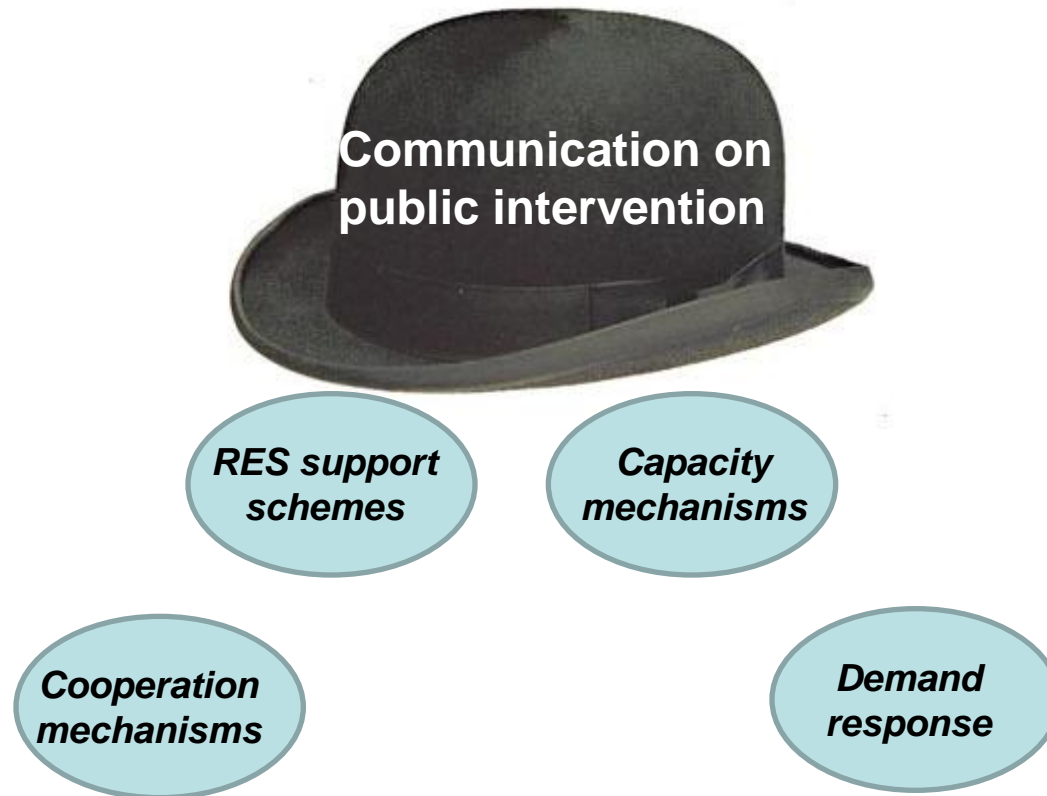 Communication on
public intervention
RES support
schemes
Capacity
mechanisms
Cooperation
mechanisms
Demand
response